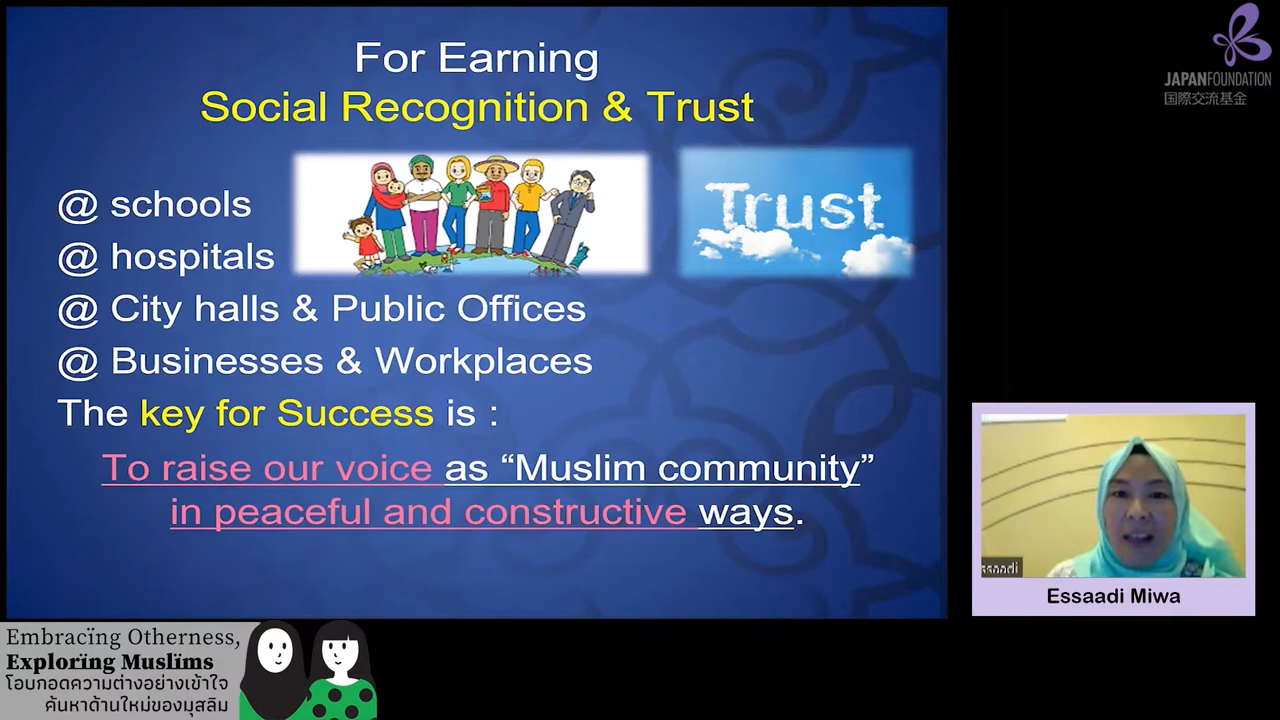 For Earning
Social Recognition & Trust
Trust
@ schools
@ hospitals
@ City halls & Public Offices
@ Businesses & Workplaces
The key for Success is :
To raise our voice as “Muslim community”
in peaceful and constructive ways.
JAPANFOUNDATION
国際交流基金
ssaadi
Essaadi Miwa
Embracïng Otherness,
Explorïng Muslïms
โอบกอดความต่างอย่างเข้าใจ
ค้นหาด้านใหม่ของมุสลิม